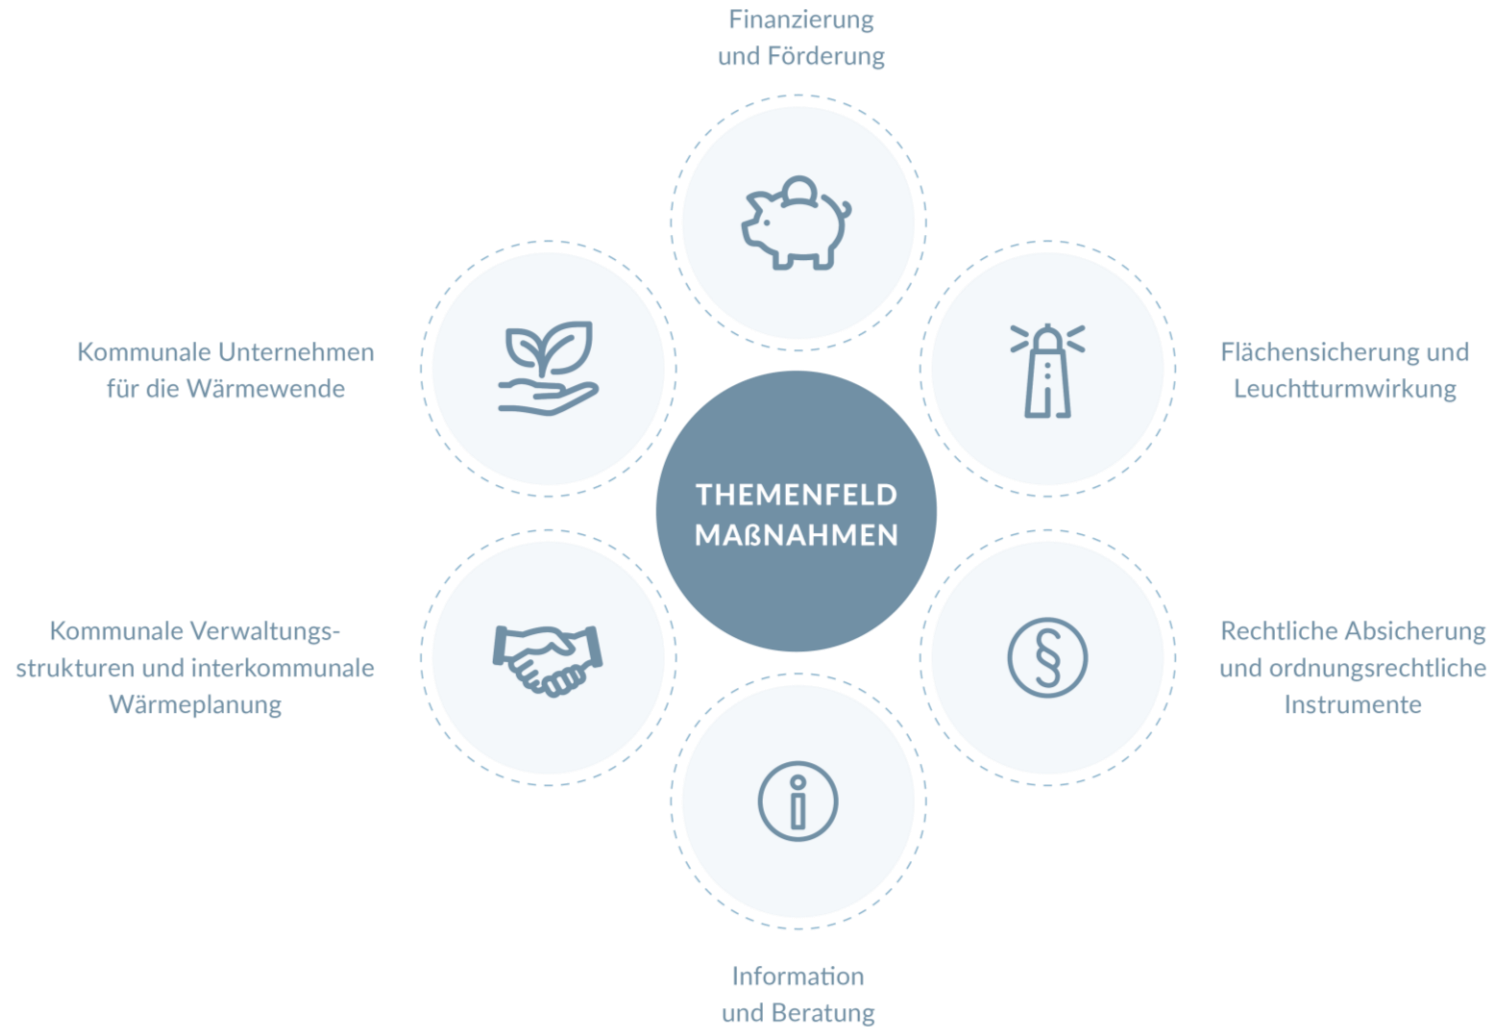 Finanzierung
und Förderung
Kommunale Unternehmen
für die Wärmewende
Flächensicherung und
Leuchtturmwirkung
THEMENFELD
MAßNAHMEN
Kommunale Verwaltungs-
strukturen und interkommunale
Wärmeplanung
Rechtliche Absicherung
und ordnungsrechtliche
Instrumente
§
i
Information
und Beratung